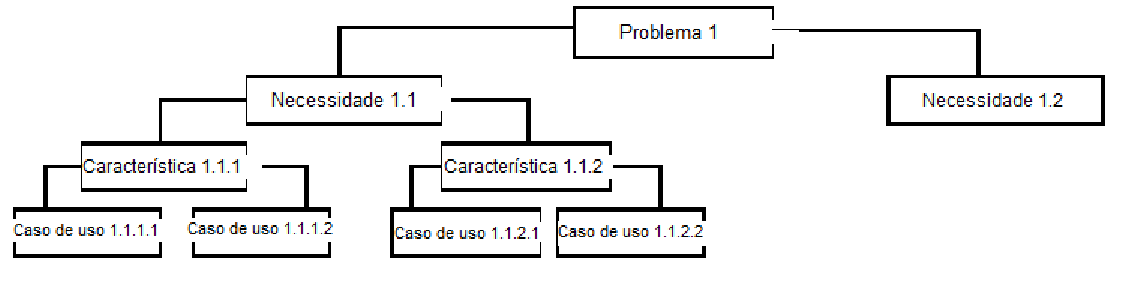 Problema 1
Necessidade 1.1
Necessidade 1.2
Característica 1.1.1
Característica 1.1.2
Caso de uso 1.1.1.1
Caso de uso 1.1.1.2
Caso de uso 1.1.2.1
Caso de uso 1.1.2.2